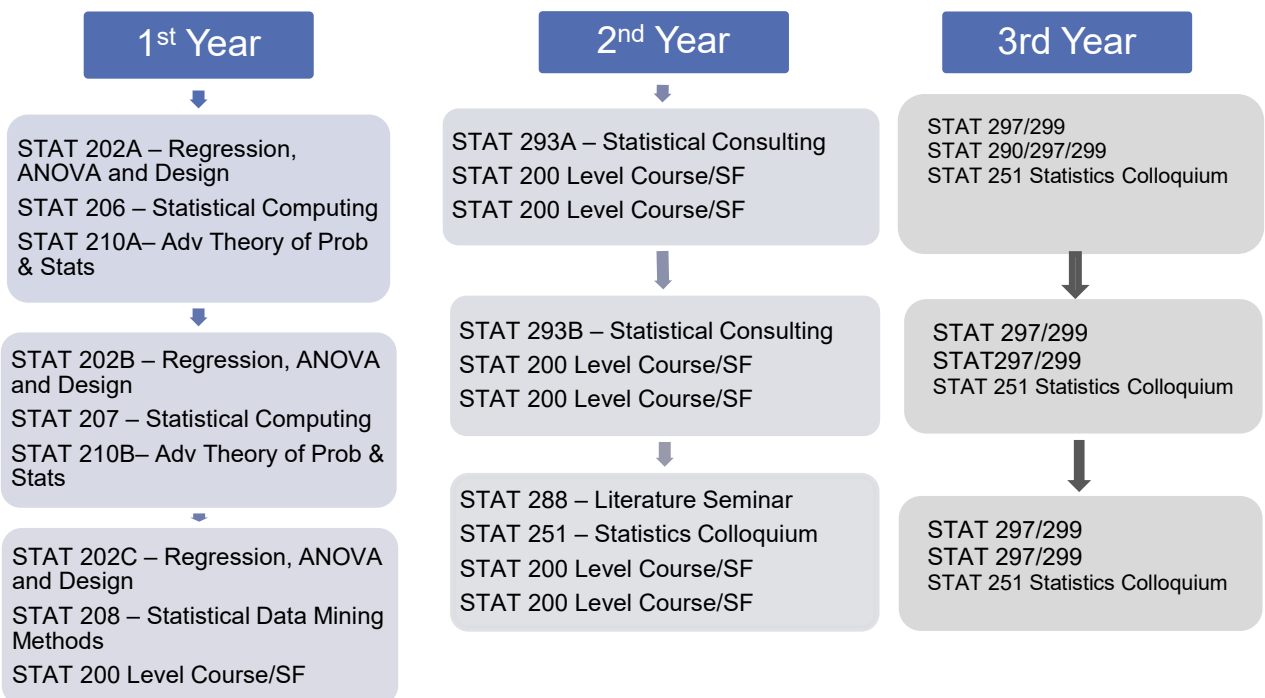 1st Year
STAT 202A – Regression,
ANOVA and Design
STAT 206 – Statistical Computing
STAT 210A– Adv Theory of Prob
& Stats
STAT 202B – Regression, ANOVA
and Design
STAT 207 – Statistical Computing
STAT 210B– Adv Theory of Prob &
Stats
STAT 202C – Regression, ANOVA
and Design
STAT 208 – Statistical Data Mining
Methods
STAT 200 Level Course/SF
2nd Year
STAT 293A – Statistical Consulting
STAT 200 Level Course/SF
STAT 200 Level Course/SF
STAT 293B – Statistical Consulting
STAT 200 Level Course/SF
STAT 200 Level Course/SF
STAT 288 – Literature Seminar
STAT 251 – Statistics Colloquium
STAT 200 Level Course/SF
STAT 200 Level Course/SF
3rd Year
STAT 297/299
STAT 290/297/299
STAT 251 Statistics Colloquium
STAT 297/299
STAT297/299
STAT 251 Statistics Colloquium
STAT 297/299
STAT 297/299
STAT 251 Statistics Colloquium